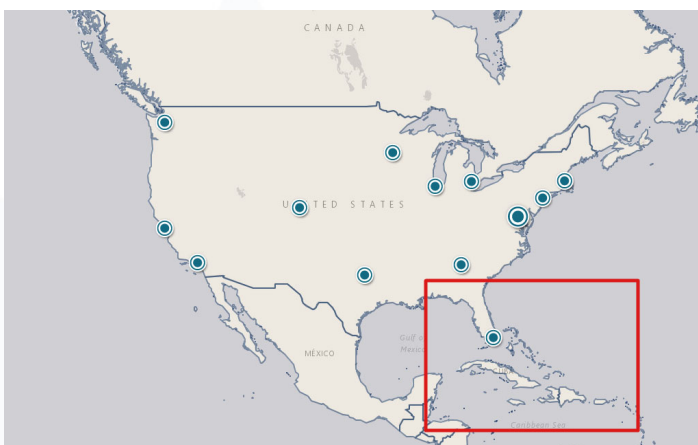 CANADA
UNITED STATES
Gulf of
Mexico
MÉXICO
Caribbean Sea